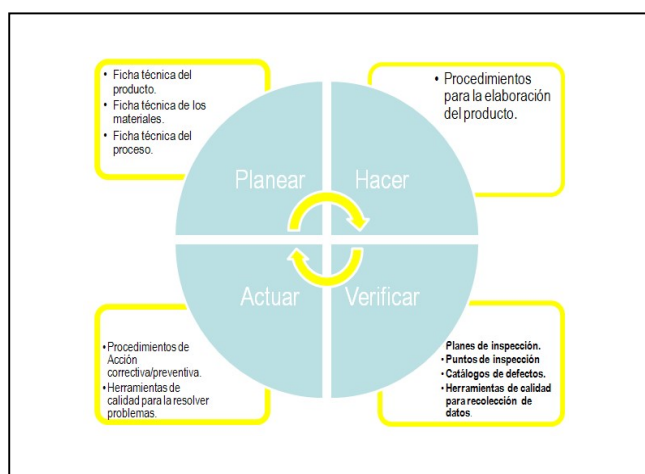 • Ficha técnica del
producto.
• Ficha técnica de los
materiales.
• Ficha técnica del
proceso.
• Procedimientos
para la elaboración
del producto.
Planear
Hacer
Actuar
Verificar
• Procedimientos de
Acción
correctiva/preventiva.
• Herramientas de
calidad para la resolver
problemas.
Planes de inspección.
• Puntos de inspección
• Catálogos de defectos.
• Herramientas de calidad
para recolección de
datos.